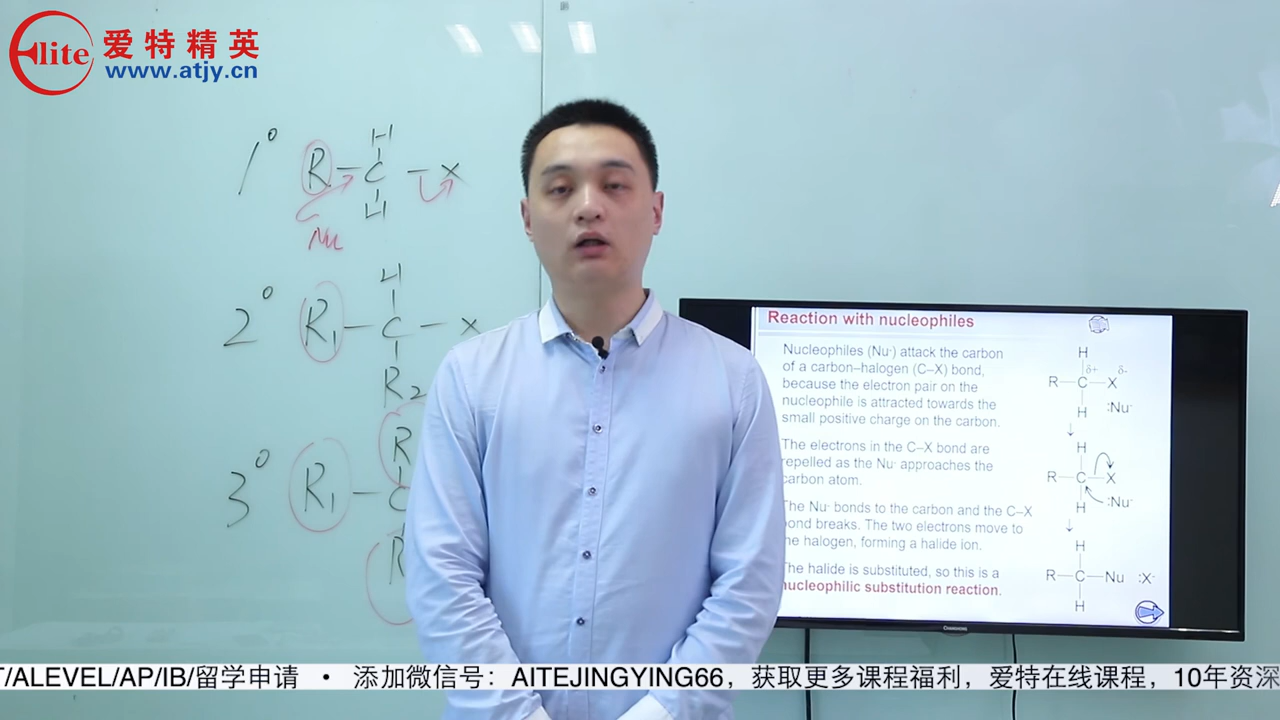 Elite 爱特精英
www.atjy.cn
1° R – C – X
H
H
Nu
2° R₁ – C – X
H
R₂
3° R₁ – C
R
R
Reaction with nucleophiles
Nucleophiles (Nu⁻) attack the carbon
of a carbon–halogen (C–X) bond,
because the electron pair on the
nucleophile is attracted towards the
small positive charge on the carbon.
The electrons in the C–X bond are
repelled as the Nu⁻ approaches the
carbon atom.
The Nu⁻ bonds to the carbon and the C–X
bond breaks. The two electrons move to
the halogen, forming a halide ion.
The halide is substituted, so this is a
nucleophilic substitution reaction.
H
δ+ δ-
R–C–X
H :Nu⁻
↓
H
R–C–X
H :Nu⁻
↓
H
R–C–Nu :X⁻
H
CHANGHONG
T/ALEVEL/AP/IB/留学申请 • 添加微信号：AITEJINGYING66，获取更多课程福利，爱特在线课程，10年资深